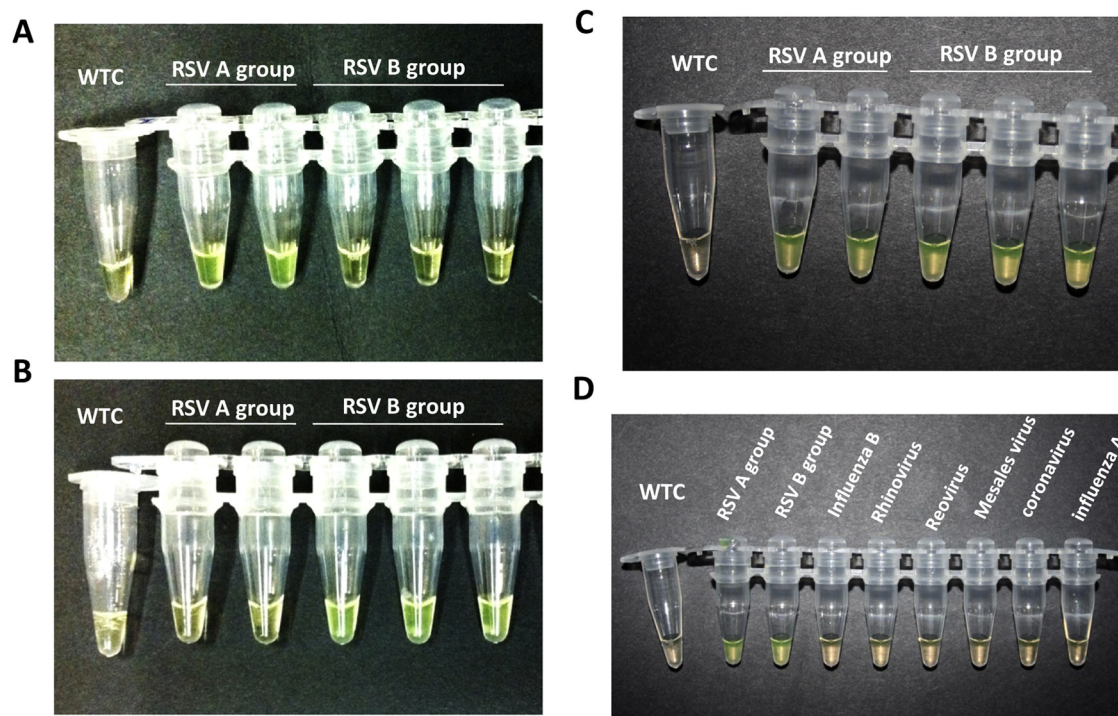 A
WTC
RSV A group
RSV B group
B
WTC
RSV A group
RSV B group
C
WTC
RSV A group
RSV B group
D
WTC
RSV A group
RSV B group
Influenza B
Rhinovirus
Reovirus
Mesales virus
coronavirus
influenza A